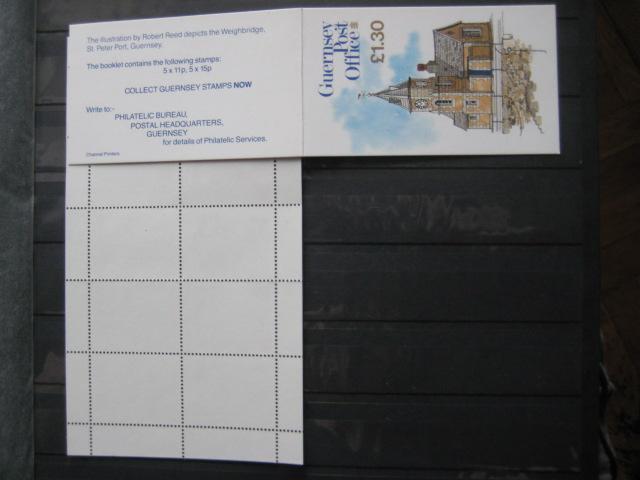 The illustration by Robert Reed depicts the Weighbridge,
St. Peter Port, Guernsey.
The booklet contains the following stamps:
5 x 11p, 5 x 15p
COLLECT GUERNSEY STAMPS NOW
Write to:-
PHILATELIC BUREAU,
POSTAL HEADQUARTERS,
GUERNSEY
for details of Philatelic Services.
Channel Printers
Guernsey
Post
Office
£1.30